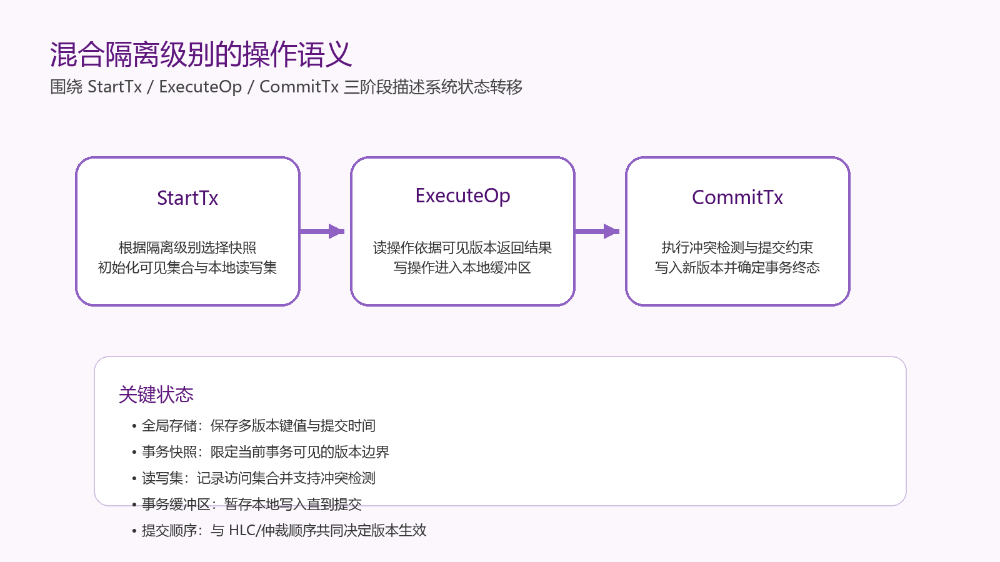 混合隔离级别的操作语义
围绕 StartTx / ExecuteOp / CommitTx 三阶段描述系统状态转移
StartTx
根据隔离级别选择快照
初始化可见集合与本地读写集
ExecuteOp
读操作依据可见版本返回结果
写操作进入本地缓冲区
CommitTx
执行冲突检测与提交约束
写入新版本并确定事务终态
关键状态
• 全局存储：保存多版本键值与提交时间
• 事务快照：限定当前事务可见的版本边界
• 读写集：记录访问集合并支持冲突检测
• 事务缓冲区：暂存本地写入直到提交
• 提交顺序：与 HLC/仲裁顺序共同决定版本生效